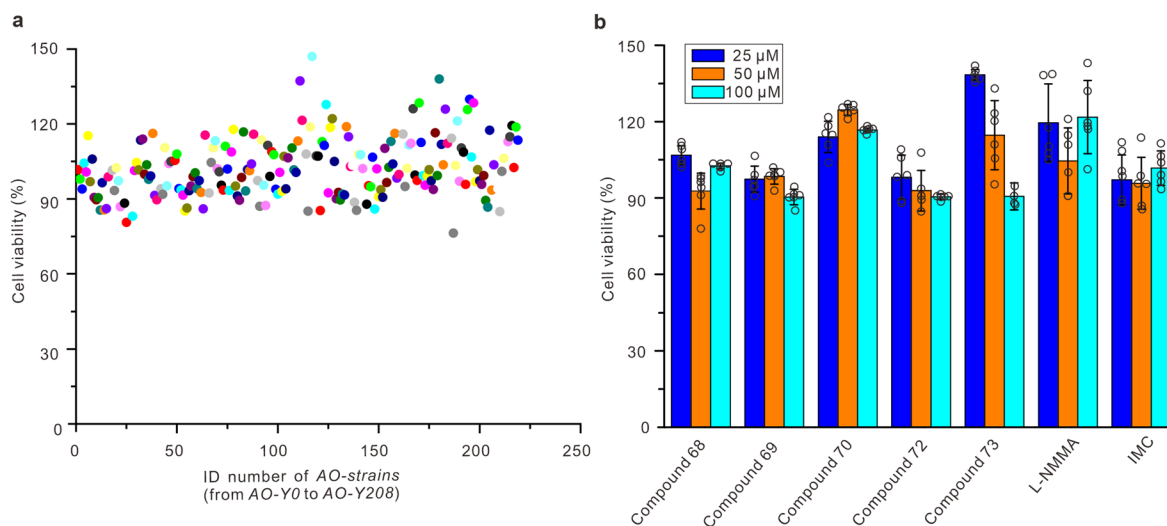 a
150
120
90
60
30
0
Cell viability (%)
0
50
100
150
200
250
ID number of AO-strains
(from AO-Y0 to AO-Y208)
b
25 µM
50 µM
100 µM
150
120
90
60
30
0
Cell viability (%)
Compound 68
Compound 69
Compound 70
Compound 72
Compound 73
L-NMMA
IMC